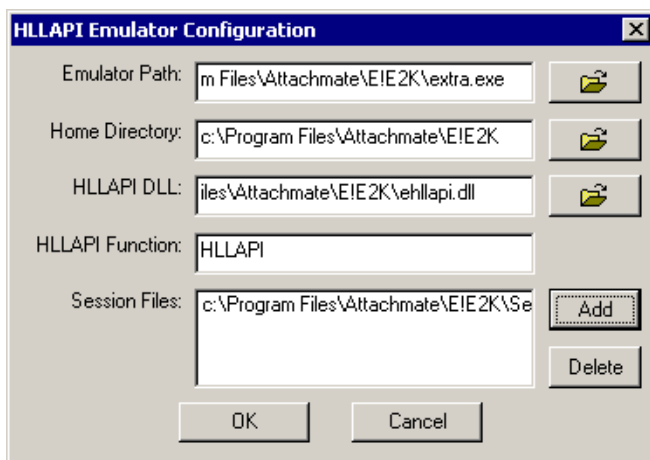 HLLAPI Emulator Configuration
Emulator Path: m Files\Attachmate\E!E2K\extra.exe
Home Directory: c:\Program Files\Attachmate\E!E2K
HLLAPI DLL: iles\Attachmate\E!E2K\ehllapi.dll
HLLAPI Function: HLLAPI
Session Files: c:\Program Files\Attachmate\E!E2K\Se
Add
Delete
OK Cancel